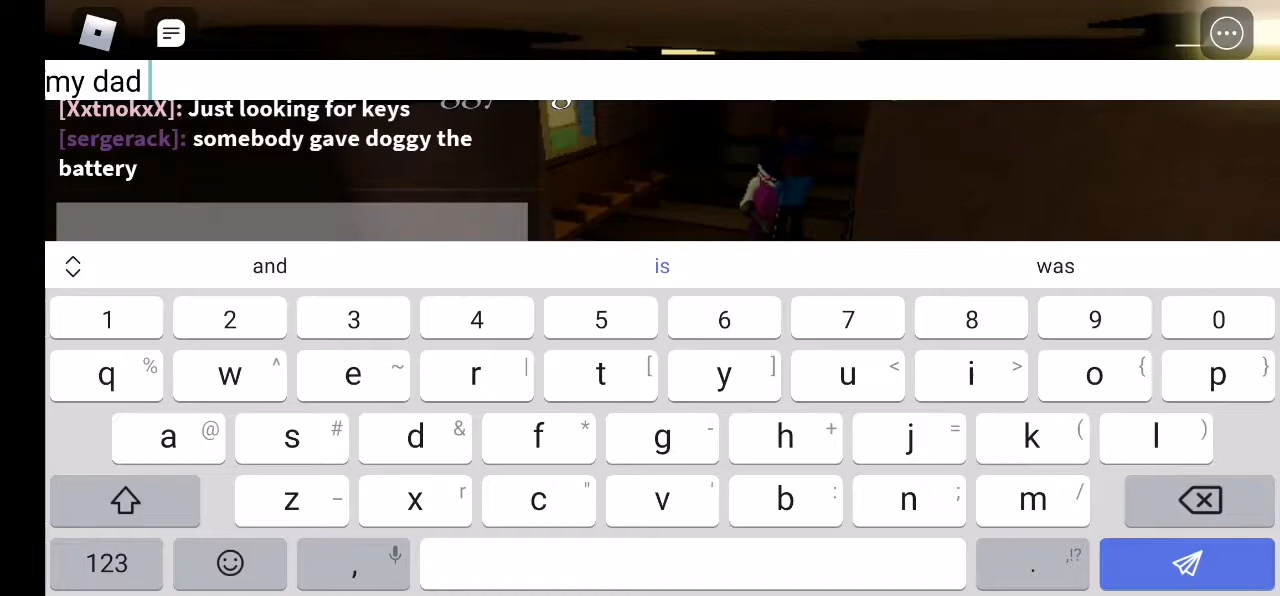 my dad
[XxtnokxX]: Just looking for keys
[sergerack]: somebody gave doggy the
battery
and is was
1 2 3 4 5 6 7 8 9 0
q % w ^ e ~ r | t [ y ] u < i > o { p }
a @ s # d & f * g - h + j = k ( l )
z _ x r c " v ' b : n ; m /
123 , . ,!?